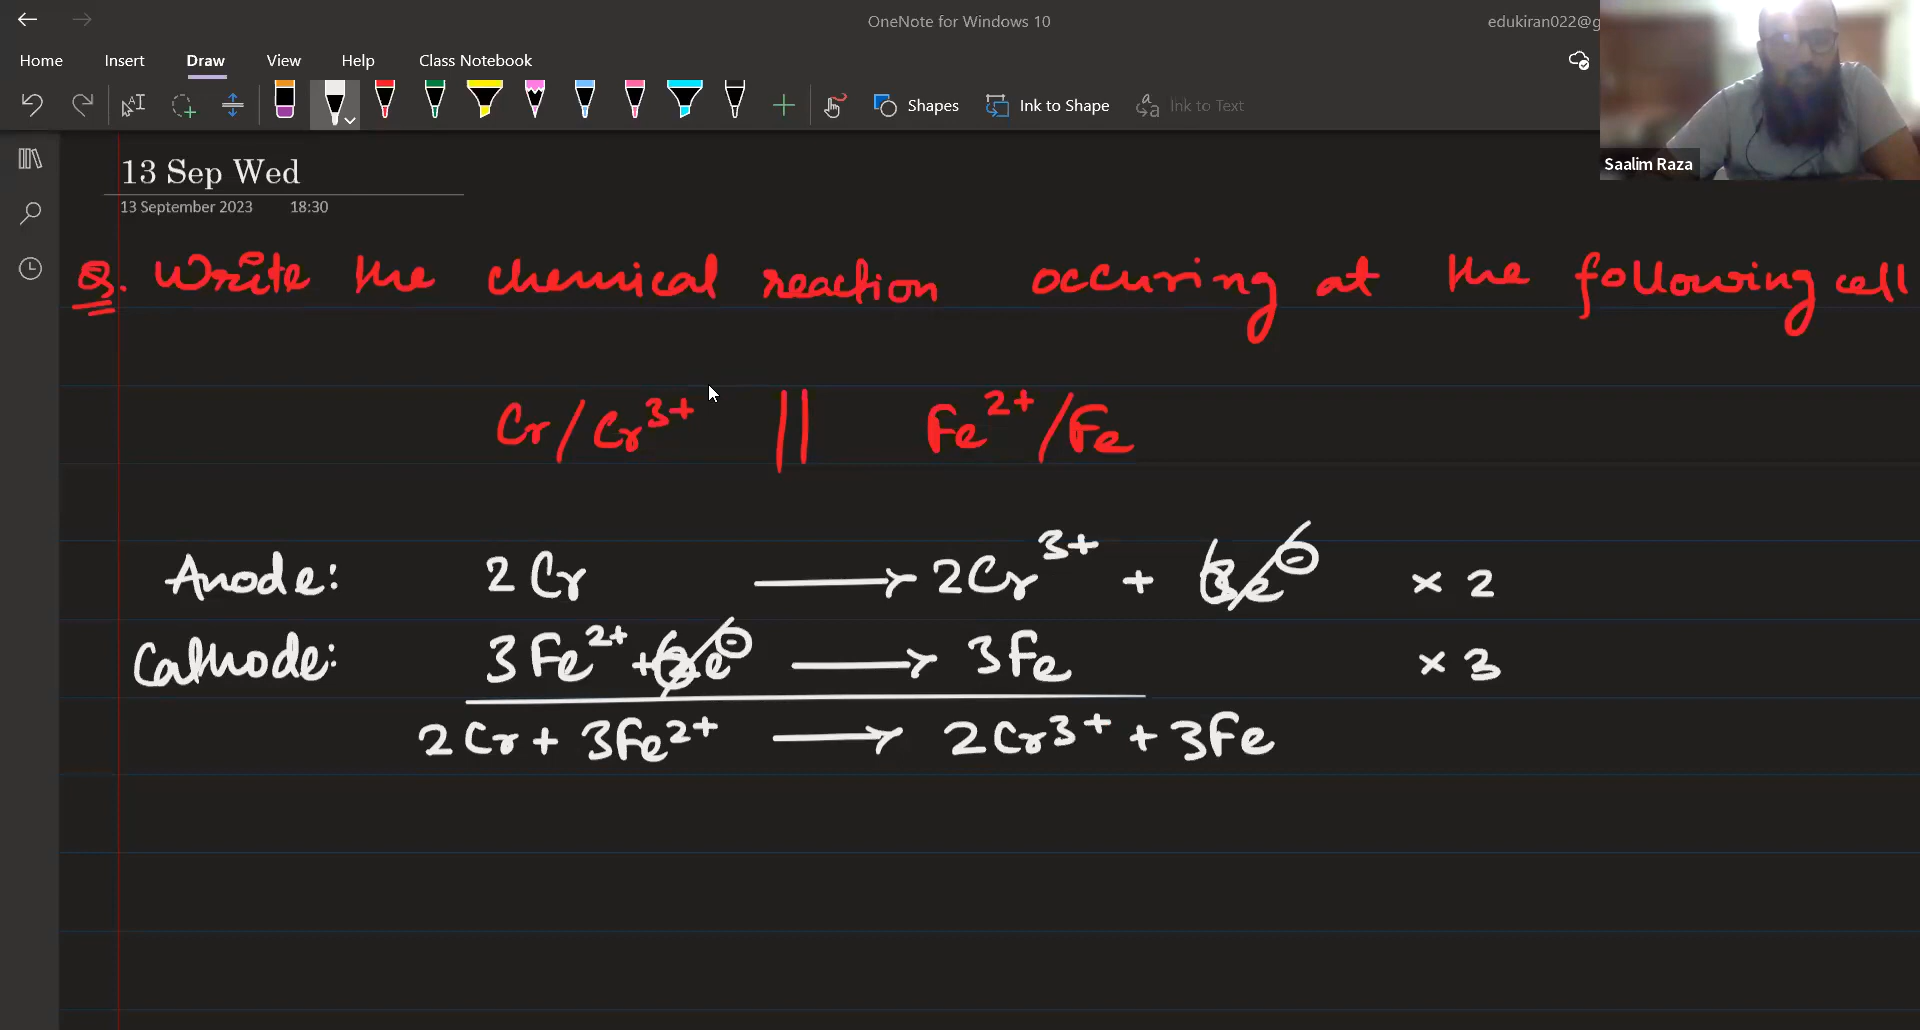 OneNote for Windows 10
edukiran022@g
Home Insert Draw View Help Class Notebook
Shapes Ink to Shape Ink to Text
Saalim Raza
13 Sep Wed
13 September 2023 18:30
Q. Write the chemical reaction occuring at the following cell
Cr/Cr³⁺ || Fe²⁺/Fe
Anode: 2Cr → 2Cr³⁺ + 6e⊖ × 2
Cathode: 3Fe²⁺ + 6e⊖ → 3Fe × 3
2Cr + 3Fe²⁺ → 2Cr³⁺ + 3Fe